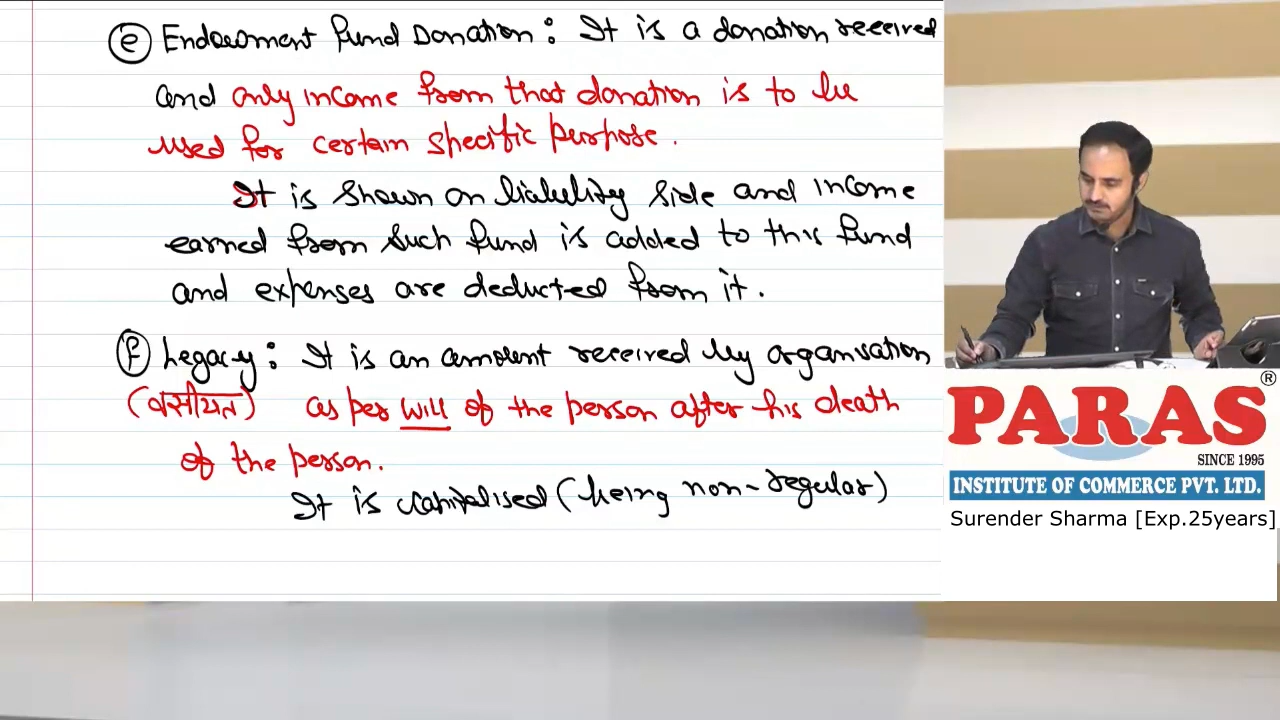 (e) Endowment fund Donation : It is a donation received
and only income from that donation is to be
used for certain specific purpose.
It is shown on liability side and income
earned from such fund is added to this fund
and expenses are deducted from it.
(f) Legacy : It is an amount received by organisation
(वसीयत) as per will of the person after his death
of the person.
It is capitalised (being non-regular)
PARAS ®
SINCE 1995
INSTITUTE OF COMMERCE PVT. LTD.
Surender Sharma [Exp.25years]